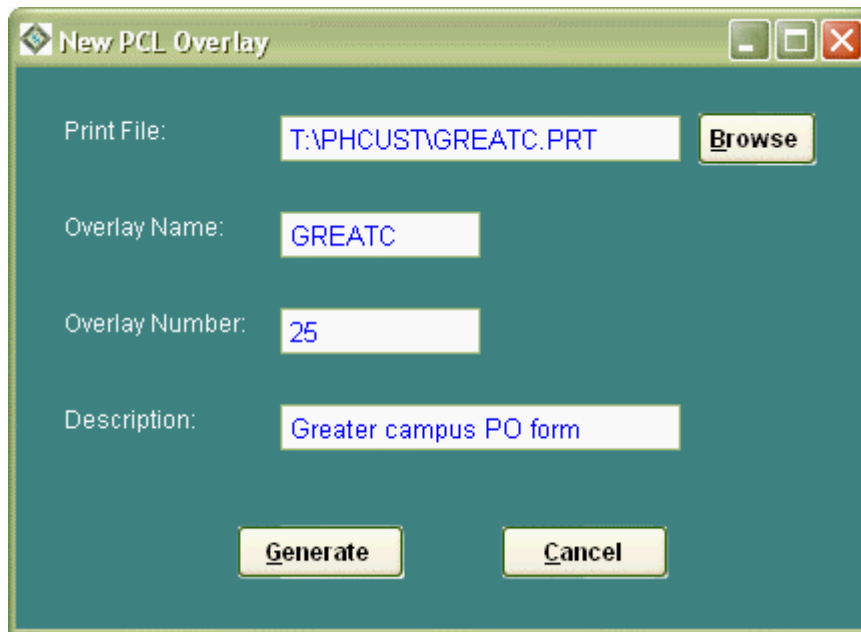 New PCL Overlay
Print File: T:\PHCUST\GREATC.PRT Browse
Overlay Name: GREATC
Overlay Number: 25
Description: Greater campus PO form
Generate Cancel